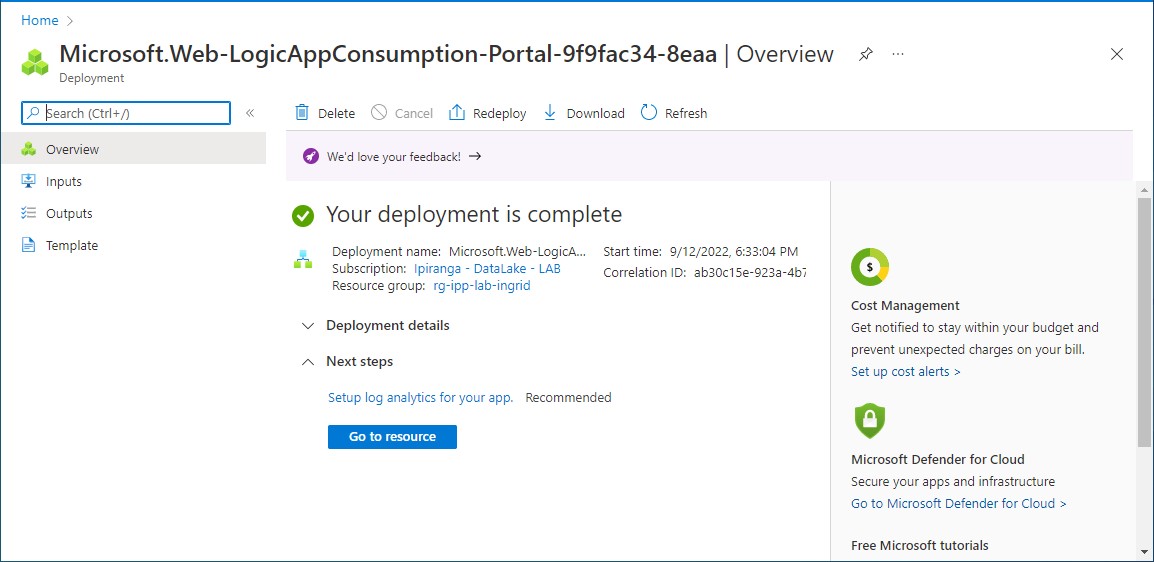 Home >
Microsoft.Web-LogicAppConsumption-Portal-9f9fac34-8eaa | Overview ...
Deployment
Search (Ctrl+/) «
Overview
Inputs
Outputs
Template
Delete Cancel Redeploy Download Refresh
We'd love your feedback! →
Your deployment is complete
Deployment name: Microsoft.Web-LogicA... Start time: 9/12/2022, 6:33:04 PM
Subscription: Ipiranga - DataLake - LAB Correlation ID: ab30c15e-923a-4b7
Resource group: rg-ipp-lab-ingrid
Deployment details
Next steps
Setup log analytics for your app. Recommended
Go to resource
$
Cost Management
Get notified to stay within your budget and
prevent unexpected charges on your bill.
Set up cost alerts >
Microsoft Defender for Cloud
Secure your apps and infrastructure
Go to Microsoft Defender for Cloud >
Free Microsoft tutorials